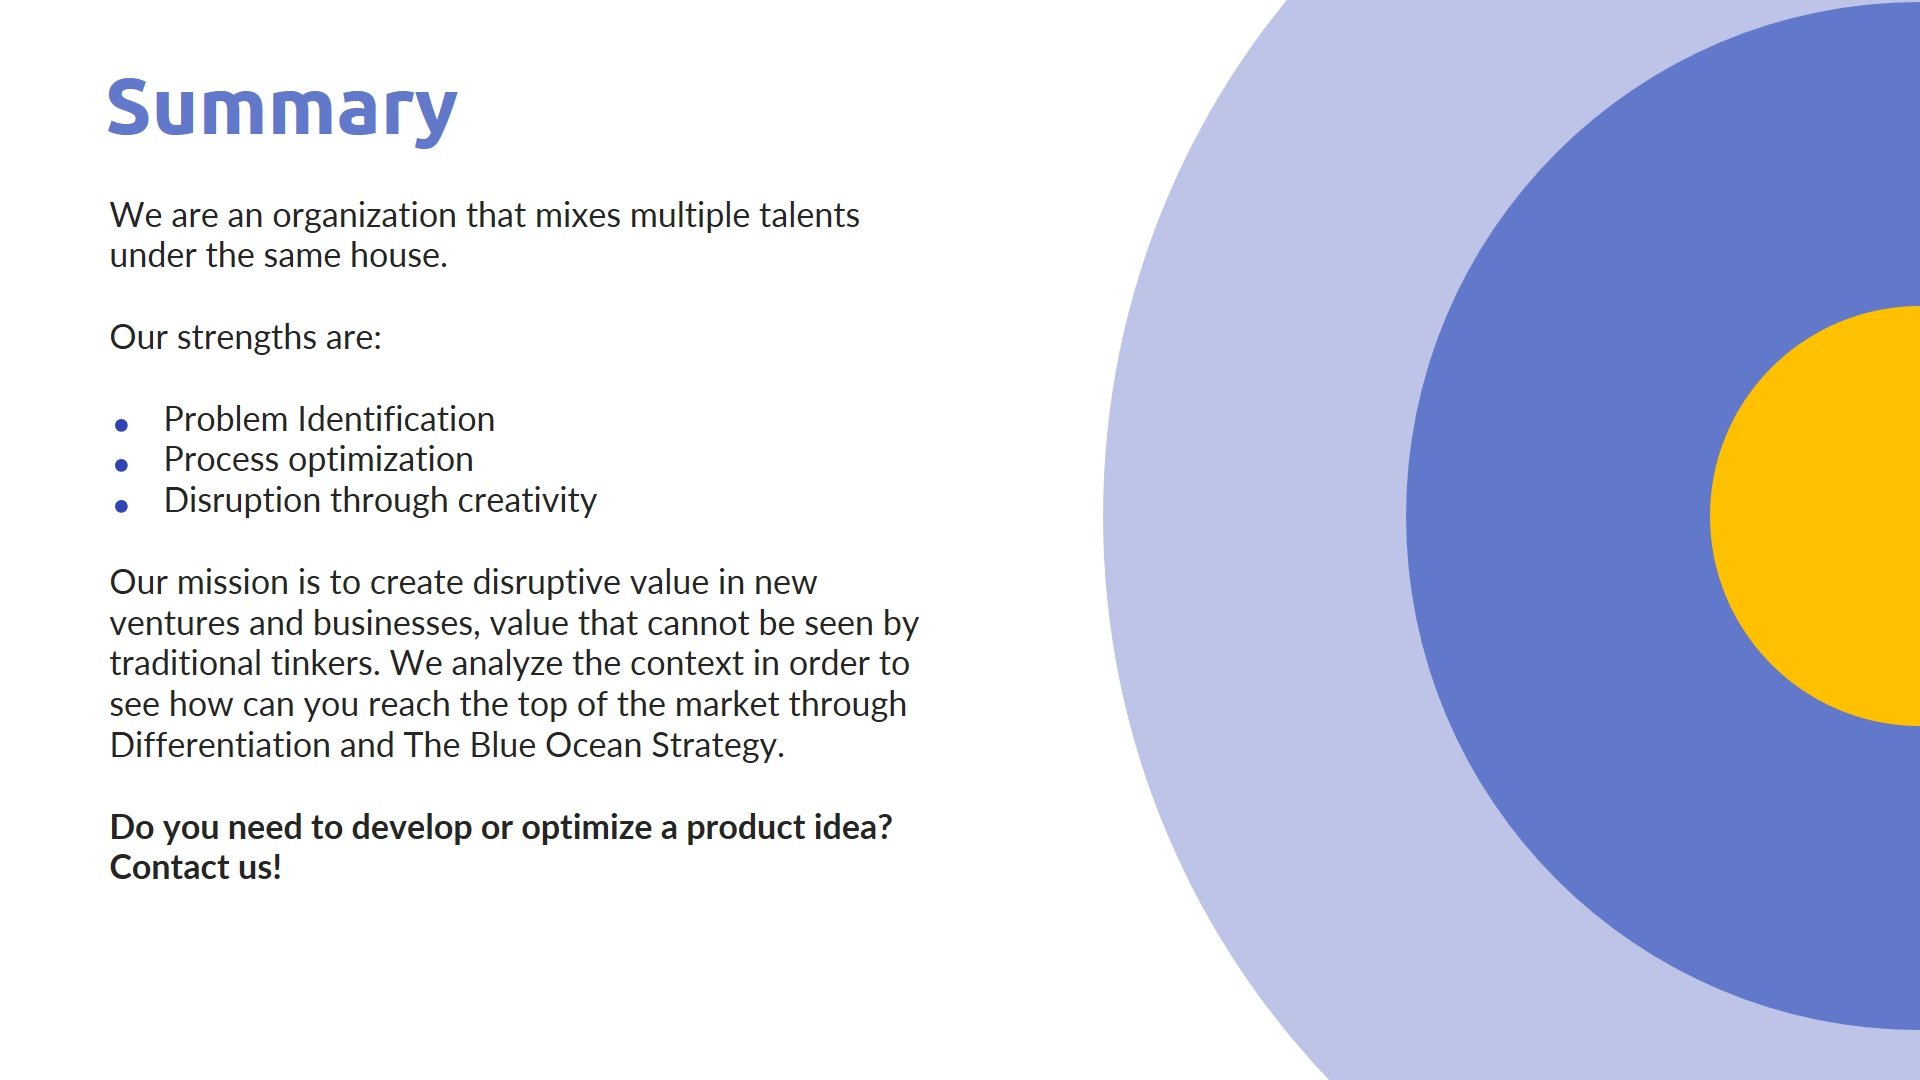 Summary
We are an organization that mixes multiple talents
under the same house.
Our strengths are:
• Problem Identification
• Process optimization
• Disruption through creativity
Our mission is to create disruptive value in new
ventures and businesses, value that cannot be seen by
traditional tinkers. We analyze the context in order to
see how can you reach the top of the market through
Differentiation and The Blue Ocean Strategy.
Do you need to develop or optimize a product idea?
Contact us!